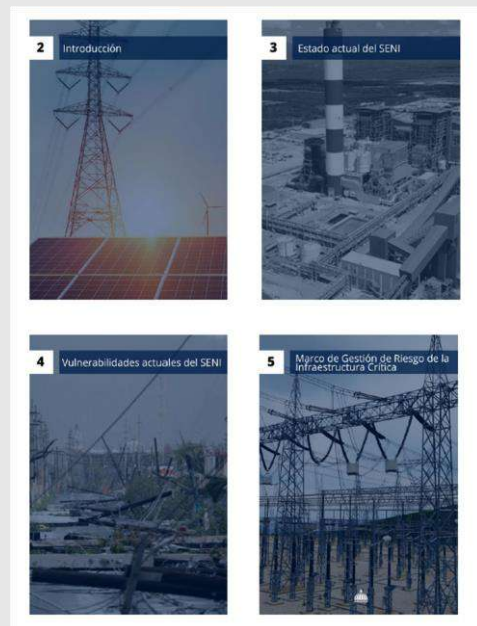 2
Introducción
3
Estado actual del SENI
4
Vulnerabilidades actuales del SENI
5
Marco de Gestión de Riesgo de la
Infraestructura Crítica